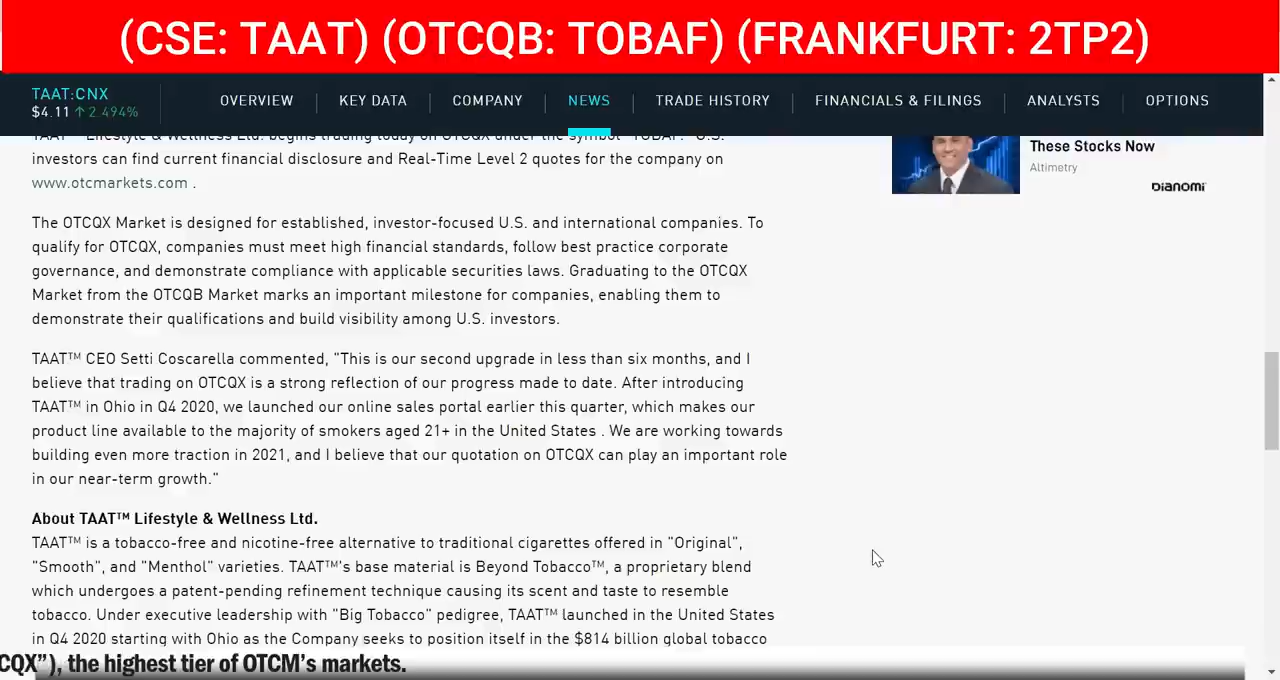 (CSE: TAAT) (OTCQB: TOBAF) (FRANKFURT: 2TP2)
TAAT:CNX
$4.11 ↑ 2.494%
OVERVIEW
KEY DATA
COMPANY
NEWS
TRADE HISTORY
FINANCIALS & FILINGS
ANALYSTS
OPTIONS
TAAT™ Lifestyle & Wellness Ltd. begins trading today on OTCQX under the symbol "TOBAF." U.S.
investors can find current financial disclosure and Real-Time Level 2 quotes for the company on
www.otcmarkets.com .
The OTCQX Market is designed for established, investor-focused U.S. and international companies. To
qualify for OTCQX, companies must meet high financial standards, follow best practice corporate
governance, and demonstrate compliance with applicable securities laws. Graduating to the OTCQX
Market from the OTCQB Market marks an important milestone for companies, enabling them to
demonstrate their qualifications and build visibility among U.S. investors.
TAAT™ CEO Setti Coscarella commented, "This is our second upgrade in less than six months, and I
believe that trading on OTCQX is a strong reflection of our progress made to date. After introducing
TAAT™ in Ohio in Q4 2020, we launched our online sales portal earlier this quarter, which makes our
product line available to the majority of smokers aged 21+ in the United States . We are working towards
building even more traction in 2021, and I believe that our quotation on OTCQX can play an important role
in our near-term growth."
About TAAT™ Lifestyle & Wellness Ltd.
TAAT™ is a tobacco-free and nicotine-free alternative to traditional cigarettes offered in "Original",
"Smooth", and "Menthol" varieties. TAAT™'s base material is Beyond Tobacco™, a proprietary blend
which undergoes a patent-pending refinement technique causing its scent and taste to resemble
tobacco. Under executive leadership with "Big Tobacco" pedigree, TAAT™ launched in the United States
in Q4 2020 starting with Ohio as the Company seeks to position itself in the $814 billion global tobacco
These Stocks Now
Altimetry
Dianomi
CQX"), the highest tier of OTCM's markets.